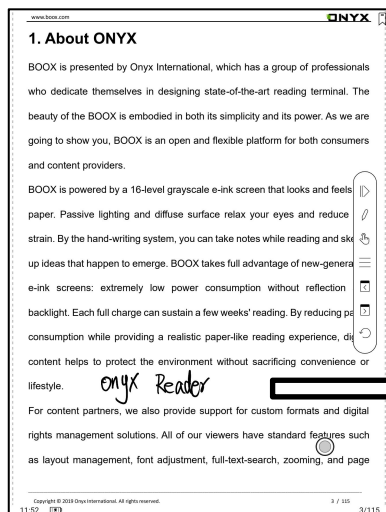 www.boox.com
ONYX
1. About ONYX
BOOX is presented by Onyx International, which has a group of professionals
who dedicate themselves in designing state-of-the-art reading terminal. The
beauty of the BOOX is embodied in both its simplicity and its power. As we are
going to show you, BOOX is an open and flexible platform for both consumers
and content providers.
BOOX is powered by a 16-level grayscale e-ink screen that looks and feels
paper. Passive lighting and diffuse surface relax your eyes and reduce
strain. By the hand-writing system, you can take notes while reading and ske
up ideas that happen to emerge. BOOX takes full advantage of new-genera
e-ink screens: extremely low power consumption without reflection
backlight. Each full charge can sustain a few weeks' reading. By reducing pa
consumption while providing a realistic paper-like reading experience, dig
content helps to protect the environment without sacrificing convenience or
lifestyle.
onyx Reader
For content partners, we also provide support for custom formats and digital
rights management solutions. All of our viewers have standard features such
as layout management, font adjustment, full-text-search, zooming, and page
Copyright © 2019 Onyx International. All rights reserved. 3 / 115
11:52 3/115